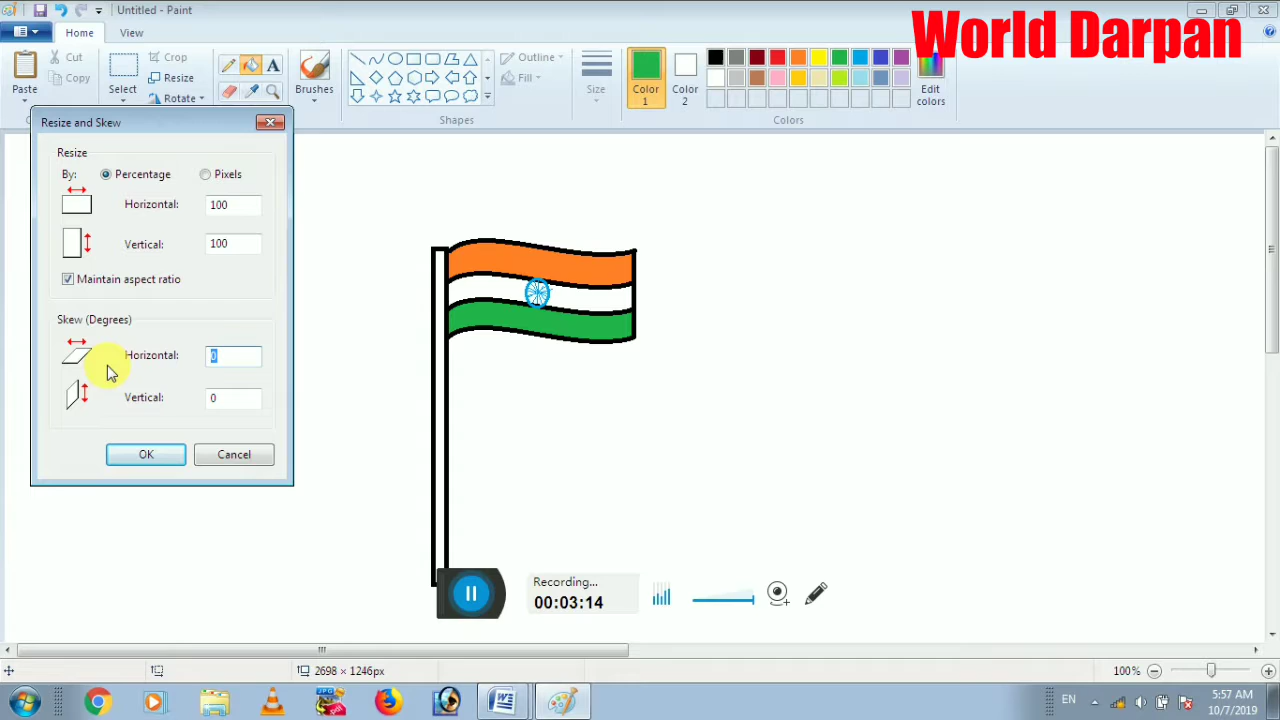 Untitled - Paint
World Darpan
Home
View
Paste
Cut
Copy
Select
Crop
Resize
Rotate
Brushes
Shapes
Outline
Fill
Size
Color 1
Color 2
Colors
Edit colors
Resize and Skew
Resize
By:
Percentage
Pixels
Horizontal:
100
Vertical:
100
Maintain aspect ratio
Skew (Degrees)
Horizontal:
0
Vertical:
0
OK
Cancel
Recording...
00:03:14
2698 × 1246px
100%
JPG
W
EN
5:57 AM
10/7/2019